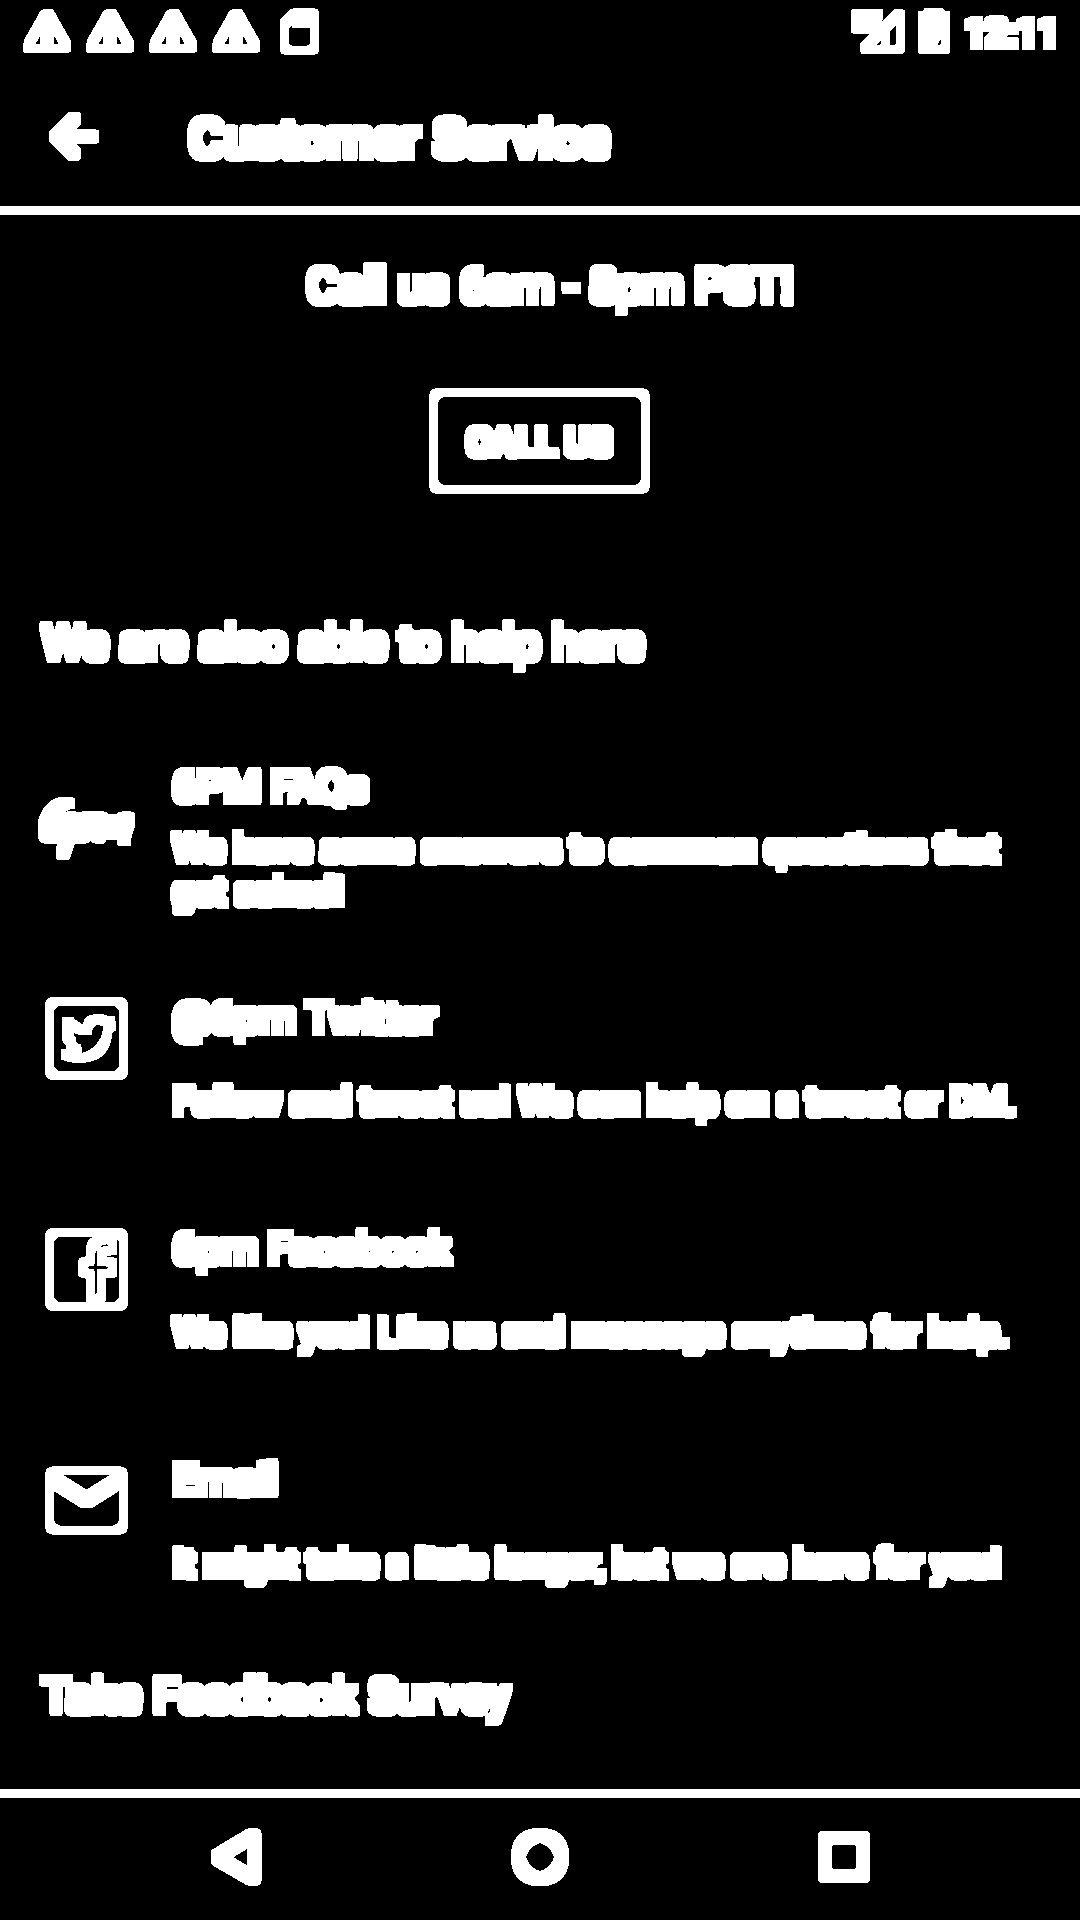 12:11
Customer Service
Call us 6am - 8pm PST!
CALL US
We are also able to help here
6pm
6PM FAQs
We have some answers to common questions that
get asked!
@6pm Twitter
Follow and tweet us! We can help on a tweet or DM.
6pm Facebook
We like you! Like us and message anytime for help.
Email
It might take a little longer, but we are here for you!
Take Feedback Survey